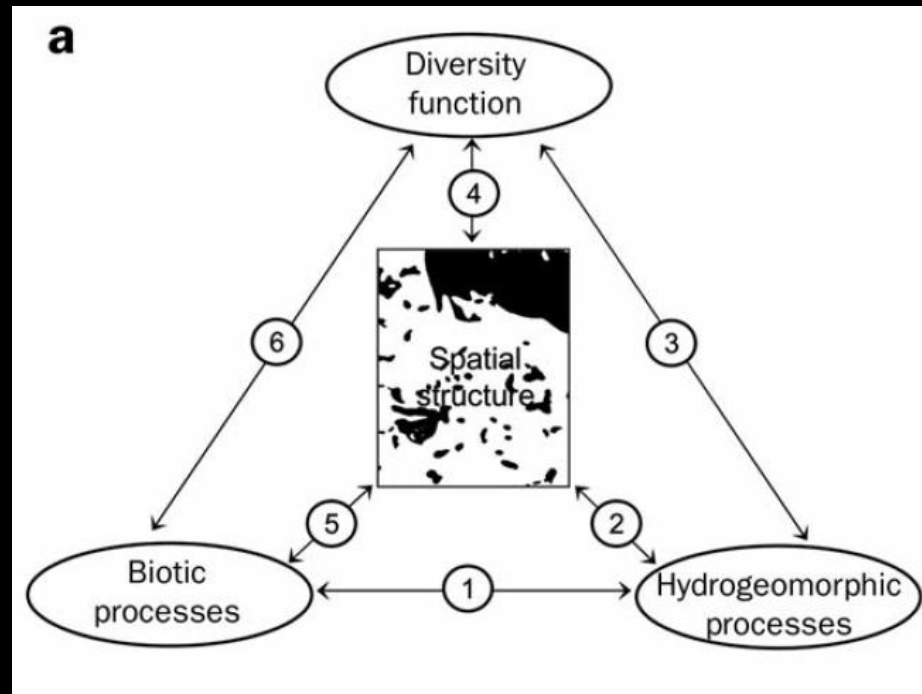 a
Diversity
function
4
6
3
Spatial
structure
5
2
Biotic
processes
1
Hydrogeomorphic
processes